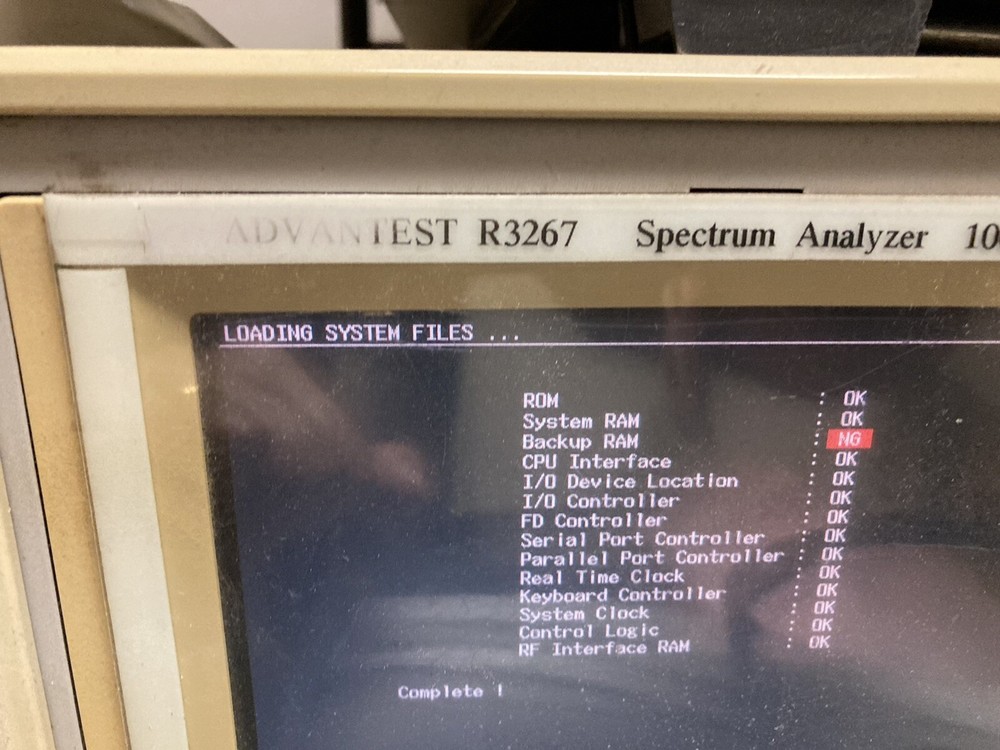 ADVANTEST R3267 Spectrum Analyzer 10
LOADING SYSTEM FILES ...
ROM : OK
System RAM : OK
Backup RAM : NG
CPU Interface : OK
I/O Device Location : OK
I/O Controller : OK
FD Controller : OK
Serial Port Controller : OK
Parallel Port Controller : OK
Real Time Clock : OK
Keyboard Controller : OK
System Clock : OK
Control Logic : OK
RF Interface RAM : OK
Complete !